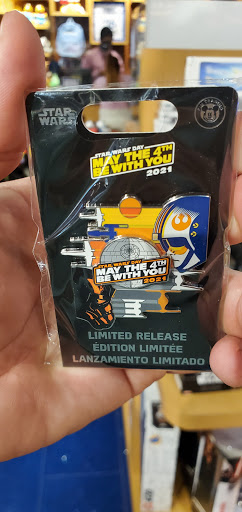 STAR WARS
STAR WARS DAY
MAY THE 4TH
BE WITH YOU
2021
STAR WARS DAY
MAY THE 4TH
BE WITH YOU
2021
LIMITED RELEASE
ÉDITION LIMITÉE
LANZAMIENTO LIMITADO